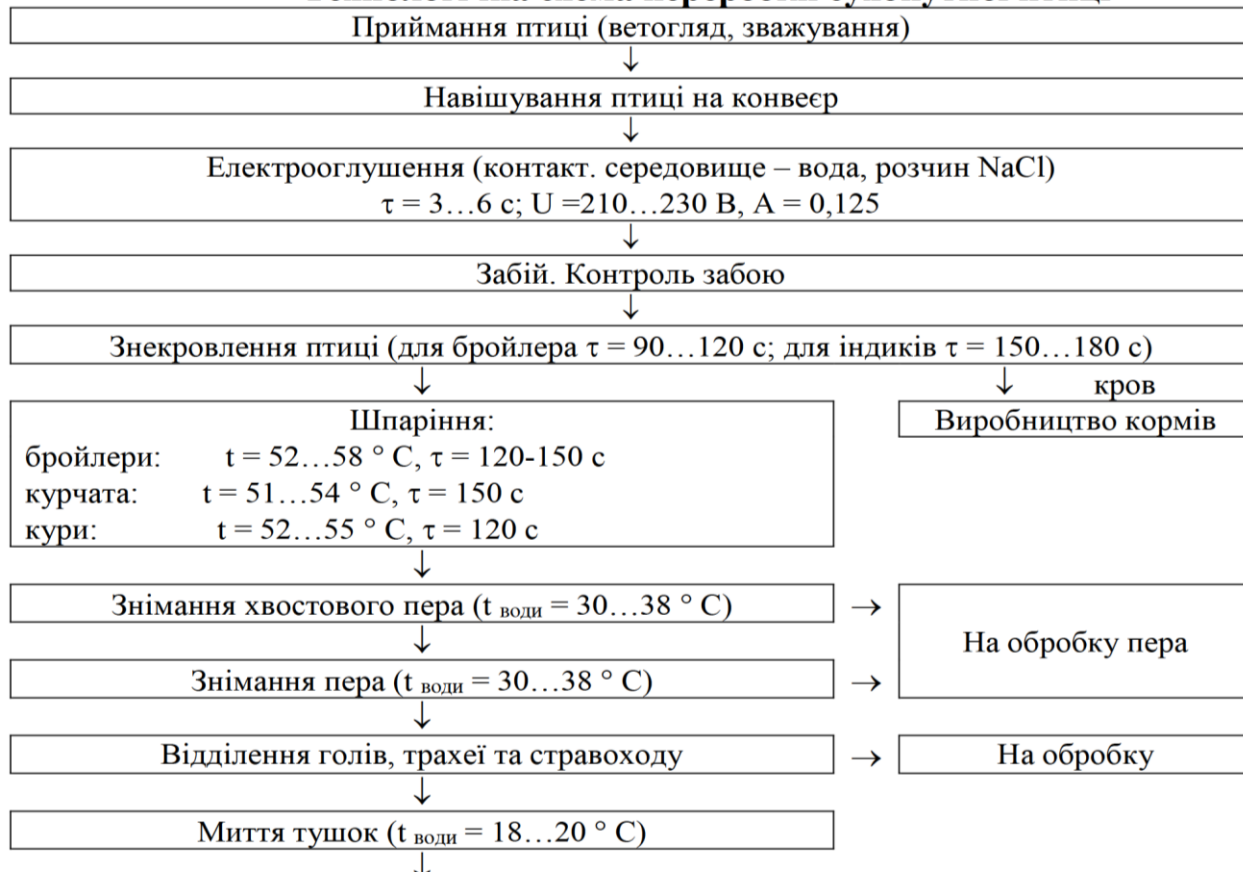 Приймання птиці (ветогляд, зважування)
↓
Навішування птиці на конвеєр
↓
Електрооглушення (контакт. середовище – вода, розчин NaCl)
τ = 3…6 с; U =210…230 В, А = 0,125
↓
Забій. Контроль забою
↓
Знекровлення птиці (для бройлера τ = 90…120 с; для індиків τ = 150…180 с)
↓ ↓ кров
Шпаріння:
бройлери: t = 52…58 ° С, τ = 120-150 с
курчата: t = 51…54 ° С, τ = 150 с
кури: t = 52…55 ° С, τ = 120 с
Виробництво кормів
↓
Знімання хвостового пера (t води = 30…38 ° С) →
↓
Знімання пера (t води = 30…38 ° С) →
На обробку пера
↓
Відділення голів, трахеї та стравоходу → На обробку
↓
Миття тушок (t води = 18…20 ° С)
↓